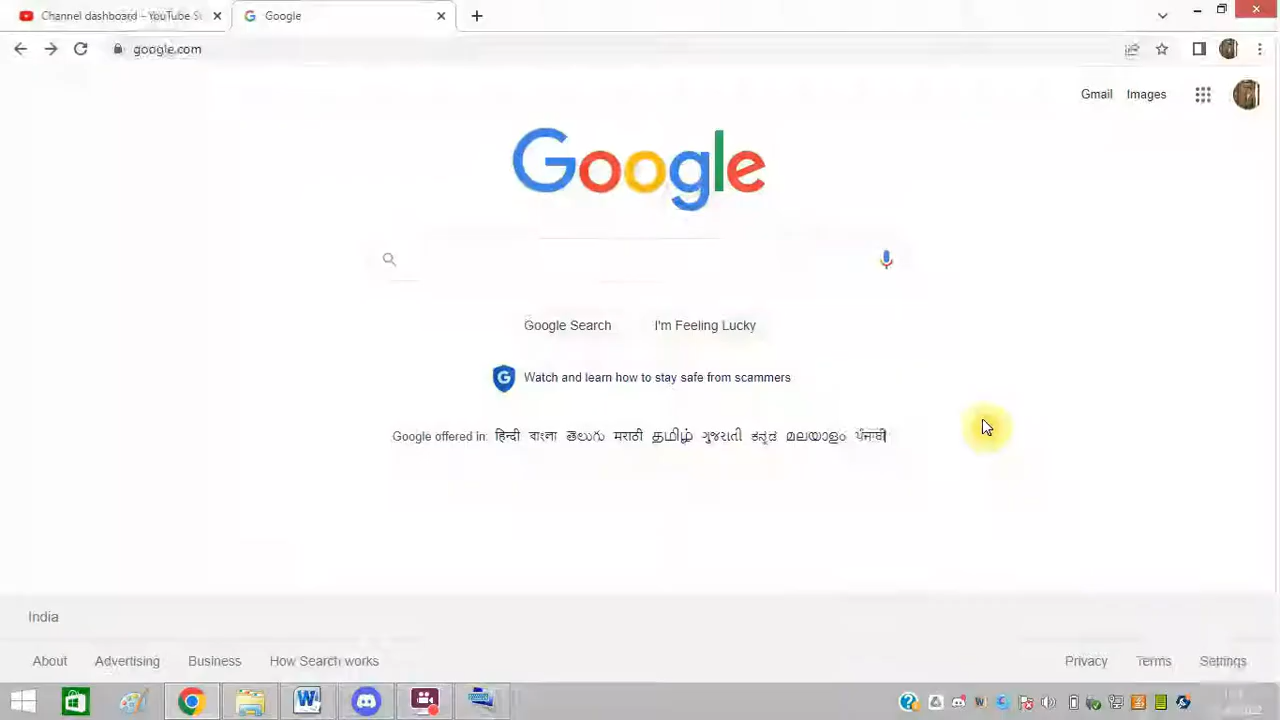 Channel dashboard - YouTube St
Google
google.com
Gmail Images
Google
Google Search I'm Feeling Lucky
G Watch and learn how to stay safe from scammers
Google offered in: हिन्दी বাংলা తెలుగు मराठी தமிழ் ગુજરાતી ಕನ್ನಡ മലയാളം ਪੰਜਾਬੀ
India
About Advertising Business How Search works Privacy Terms Settings